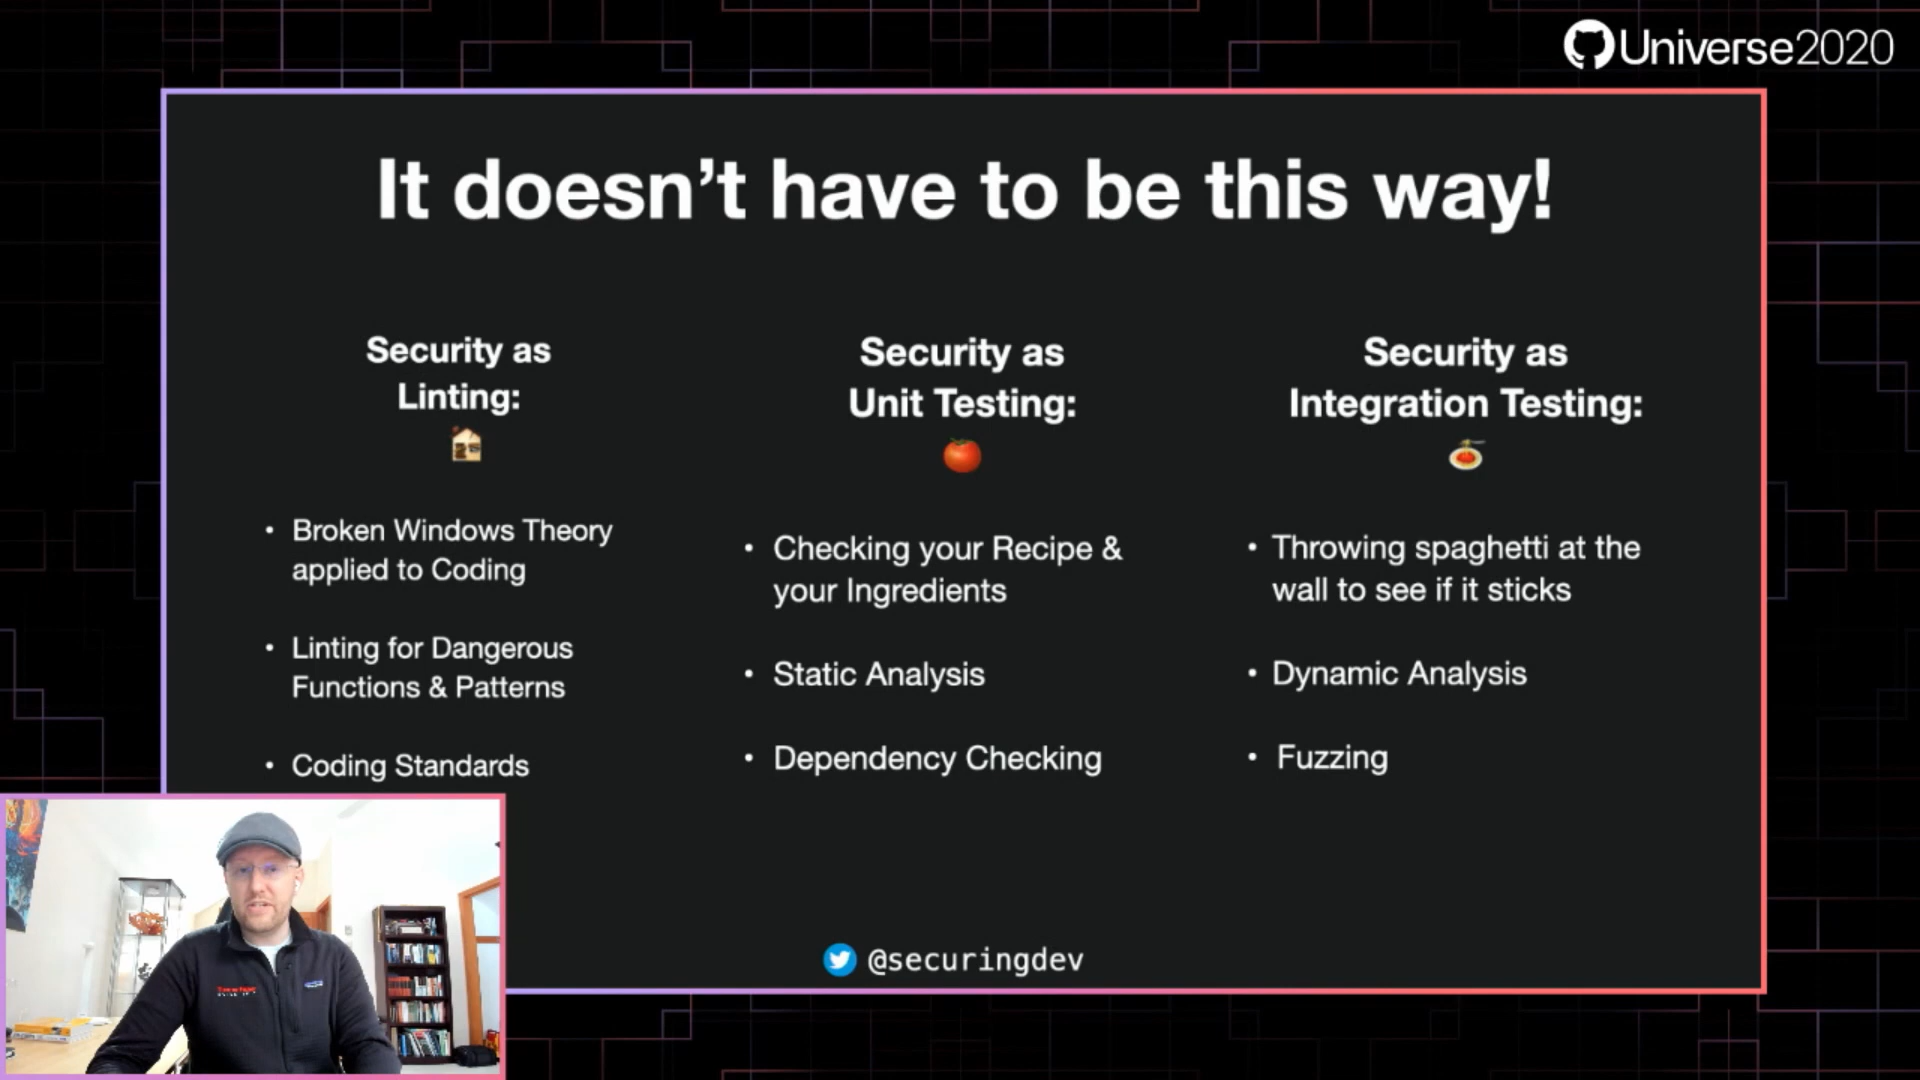 Universe2020
It doesn’t have to be this way!
Security as
Linting:
• Broken Windows Theory
applied to Coding
• Linting for Dangerous
Functions & Patterns
• Coding Standards
Security as
Unit Testing:
• Checking your Recipe &
your Ingredients
• Static Analysis
• Dependency Checking
Security as
Integration Testing:
• Throwing spaghetti at the
wall to see if it sticks
• Dynamic Analysis
• Fuzzing
@securingdev